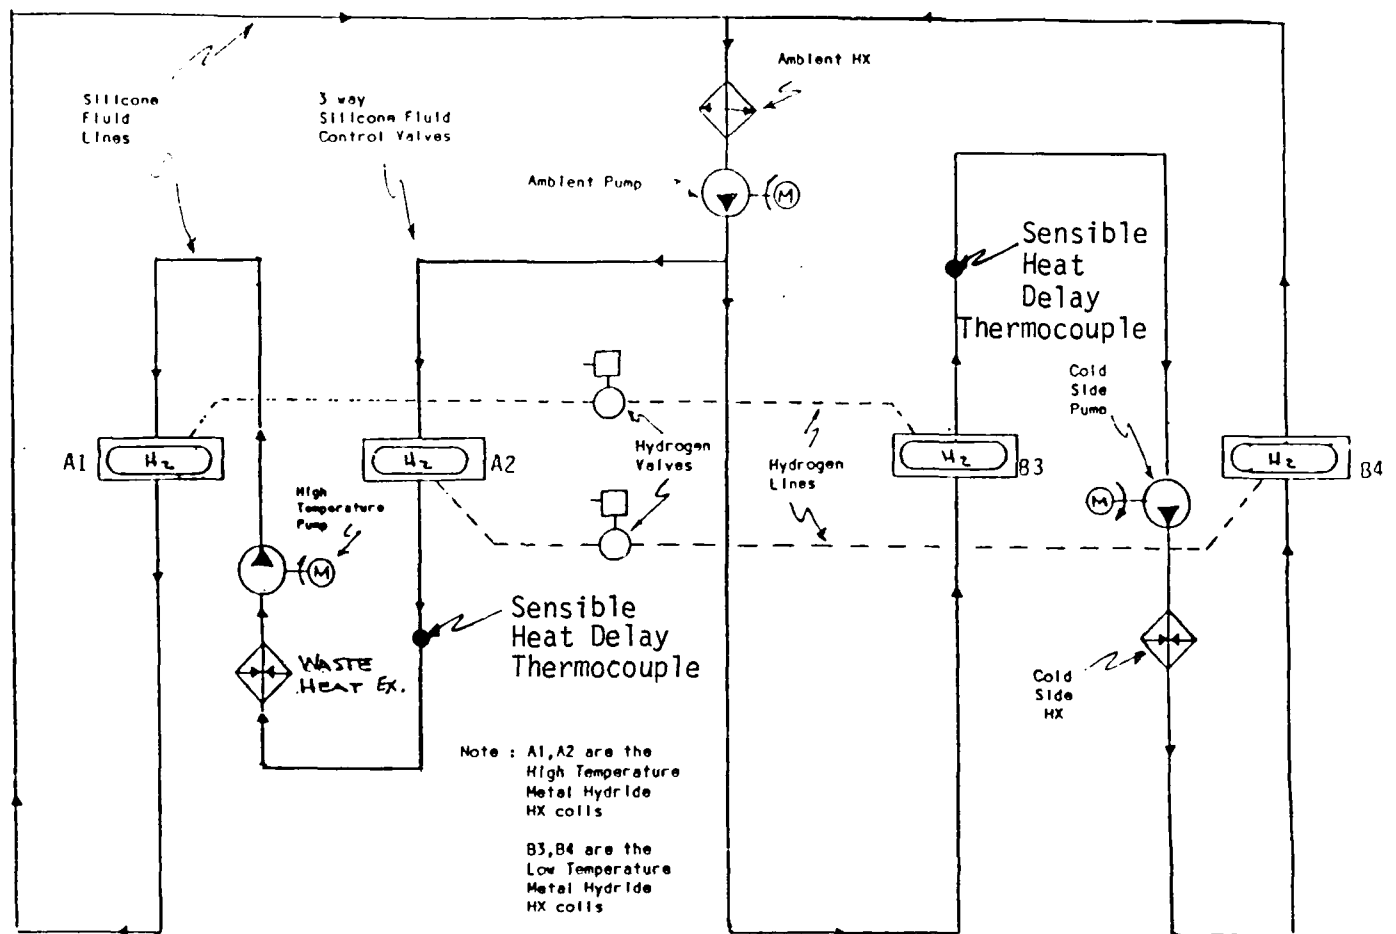 Ambient HX
Silicone
Fluid
Lines
3 way
Silicone Fluid
Control Valves
Ambient Pump
M
Sensible
Heat
Delay
Thermocouple
Cold
Side
Pump
A1
H2
H2
A2
Hydrogen
Valves
Hydrogen
Lines
H2
B3
H2
B4
High
Temperature
Pump
M
M
Sensible
Heat Delay
Thermocouple
WASTE
HEAT EX.
Cold
Side
HX
Note : A1,A2 are the
High Temperature
Metal Hydride
HX coils
B3,B4 are the
Low Temperature
Metal Hydride
HX coils